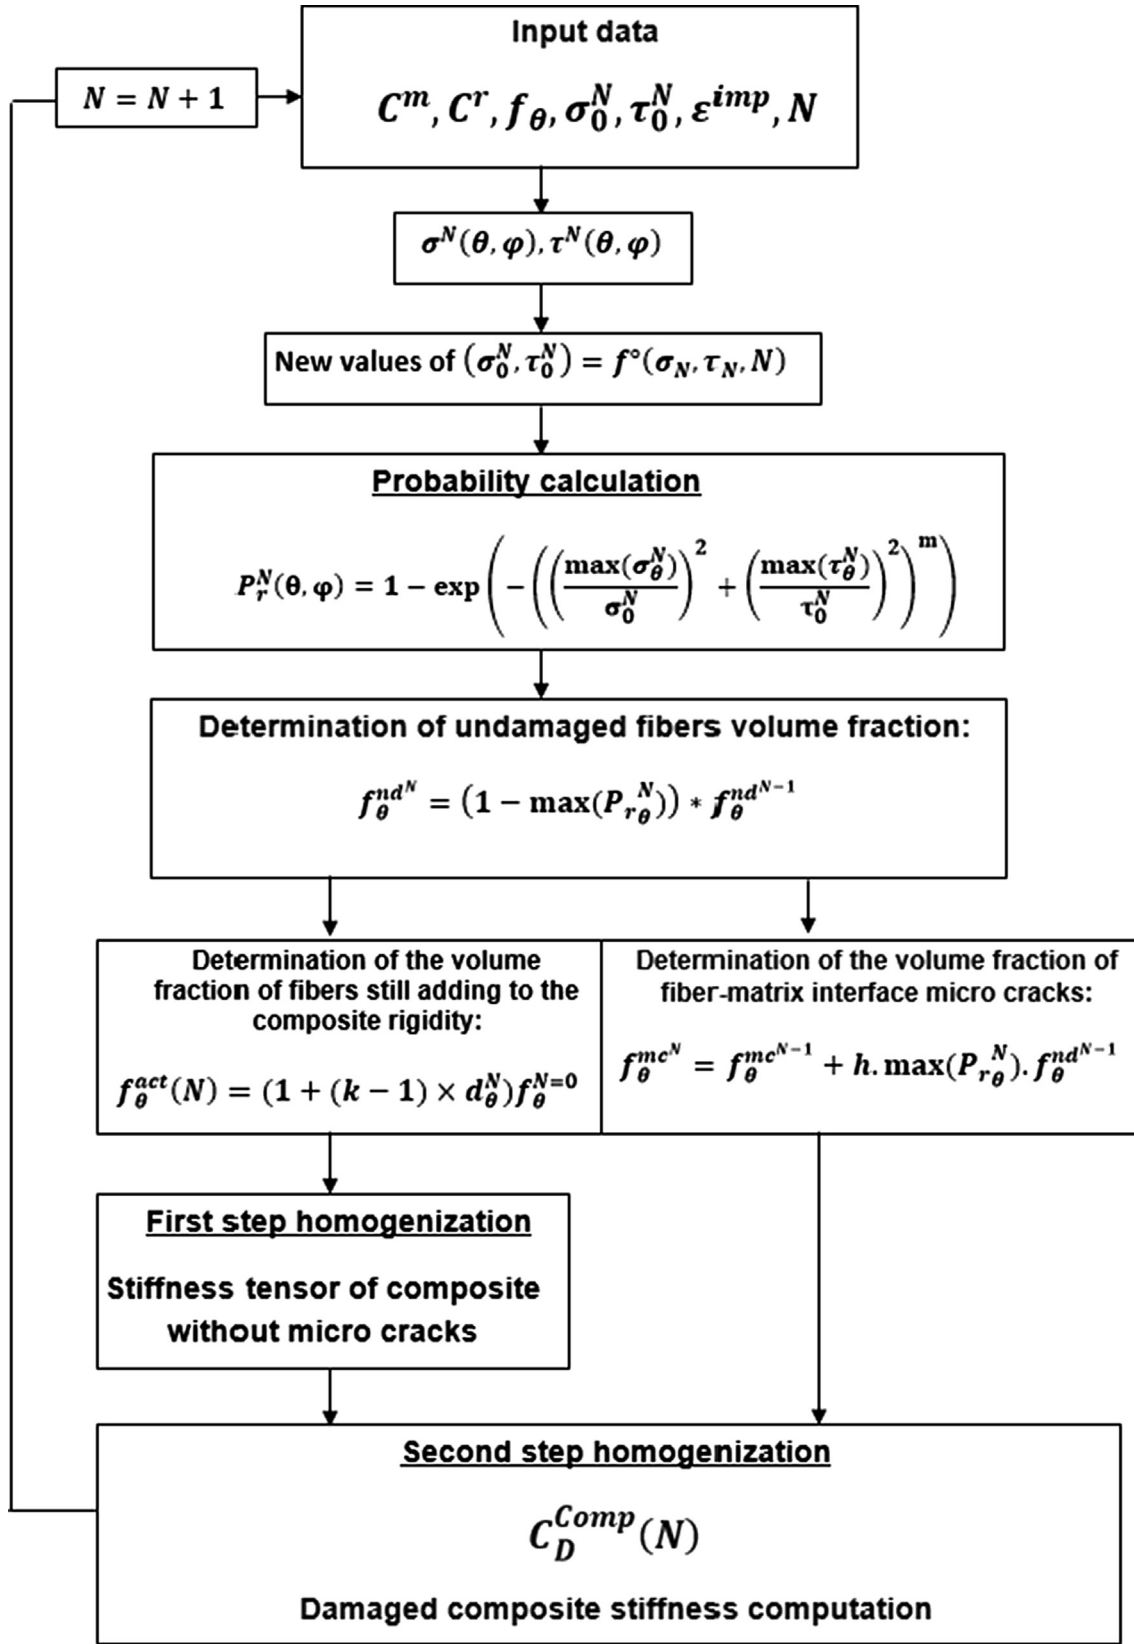 Input data
N = N + 1
C^m, C^r, f_θ, σ_0^N, τ_0^N, ε^imp, N
σ^N(θ, φ), τ^N(θ, φ)
New values of (σ_0^N, τ_0^N) = f°(σ_N, τ_N, N)
Probability calculation
P_r^N(θ, φ) = 1 − exp(−(((max(σ_θ^N)/σ_0^N)^2 + (max(τ_θ^N)/τ_0^N)^2)^m))
Determination of undamaged fibers volume fraction:
f_θ^{nd^N} = (1 − max(P_{rθ}^N)) * f_θ^{nd^{N−1}}
Determination of the volume
fraction of fibers still adding to the
composite rigidity:
f_θ^{act}(N) = (1 + (k − 1) × d_θ^N) f_θ^{N=0}
Determination of the volume fraction of
fiber-matrix interface micro cracks:
f_θ^{mc^N} = f_θ^{mc^{N−1}} + h. max(P_{rθ}^N). f_θ^{nd^{N−1}}
First step homogenization
Stiffness tensor of composite
without micro cracks
Second step homogenization
C_D^{Comp}(N)
Damaged composite stiffness computation